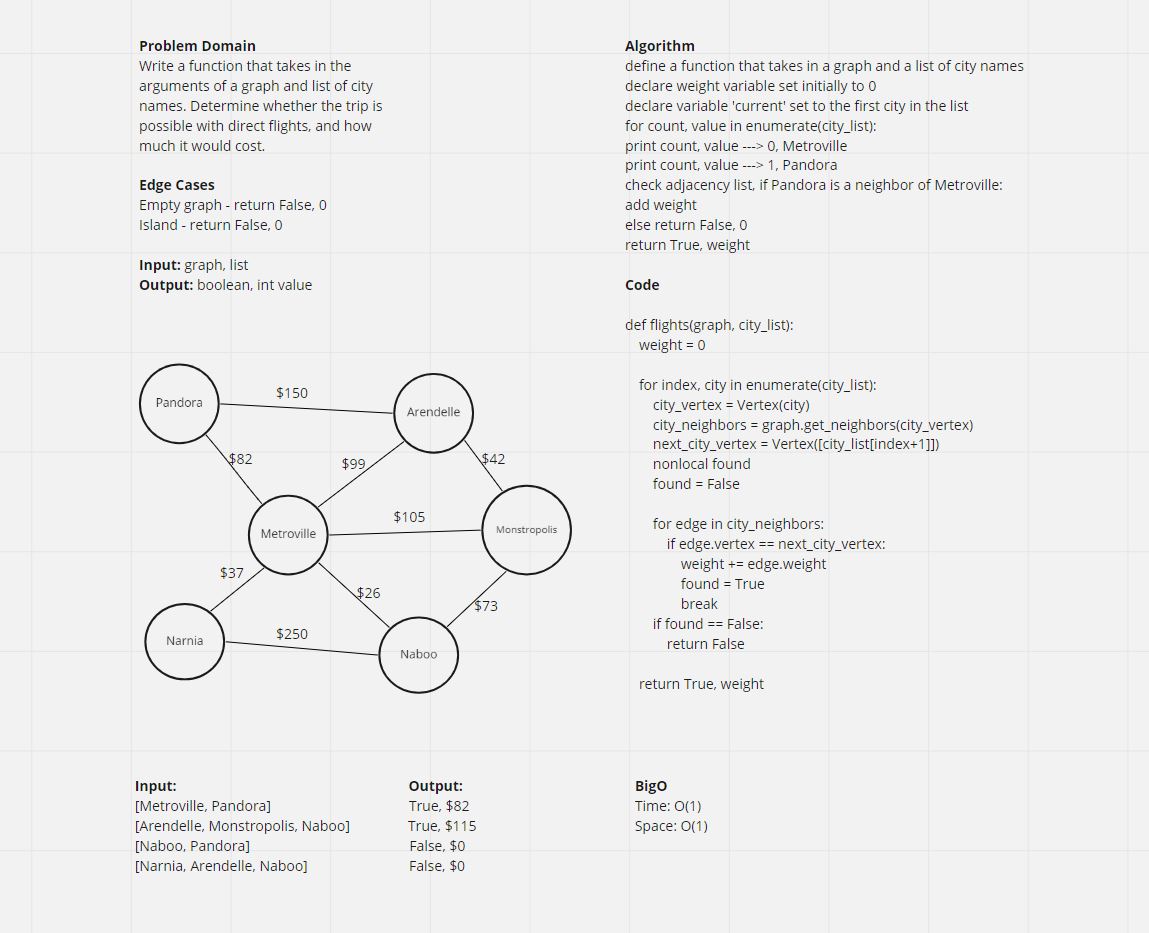 Problem Domain
Write a function that takes in the
arguments of a graph and list of city
names. Determine whether the trip is
possible with direct flights, and how
much it would cost.
Edge Cases
Empty graph - return False, 0
Island - return False, 0
Input: graph, list
Output: boolean, int value
Algorithm
define a function that takes in a graph and a list of city names
declare weight variable set initially to 0
declare variable 'current' set to the first city in the list
for count, value in enumerate(city_list):
print count, value ---> 0, Metroville
print count, value ---> 1, Pandora
check adjacency list, if Pandora is a neighbor of Metroville:
add weight
else return False, 0
return True, weight
Code
def flights(graph, city_list):
weight = 0
for index, city in enumerate(city_list):
city_vertex = Vertex(city)
city_neighbors = graph.get_neighbors(city_vertex)
next_city_vertex = Vertex([city_list[index+1]])
nonlocal found
found = False
for edge in city_neighbors:
if edge.vertex == next_city_vertex:
weight += edge.weight
found = True
break
if found == False:
return False
return True, weight
Pandora
$150
Arendelle
$82
$99
$42
Metroville
$105
Monstropolis
$37
$26
$73
Narnia
$250
Naboo
Input:
[Metroville, Pandora]
[Arendelle, Monstropolis, Naboo]
[Naboo, Pandora]
[Narnia, Arendelle, Naboo]
Output:
True, $82
True, $115
False, $0
False, $0
BigO
Time: O(1)
Space: O(1)